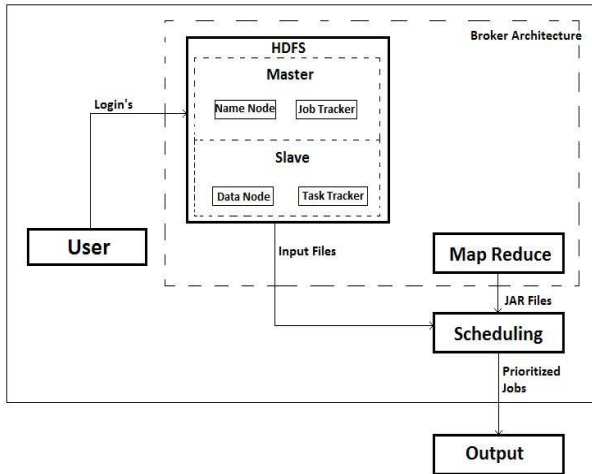 Broker Architecture
HDFS
Master
Name Node
Job Tracker
Login's
Slave
Data Node
Task Tracker
User
Input Files
Map Reduce
JAR Files
Scheduling
Prioritized
Jobs
Output